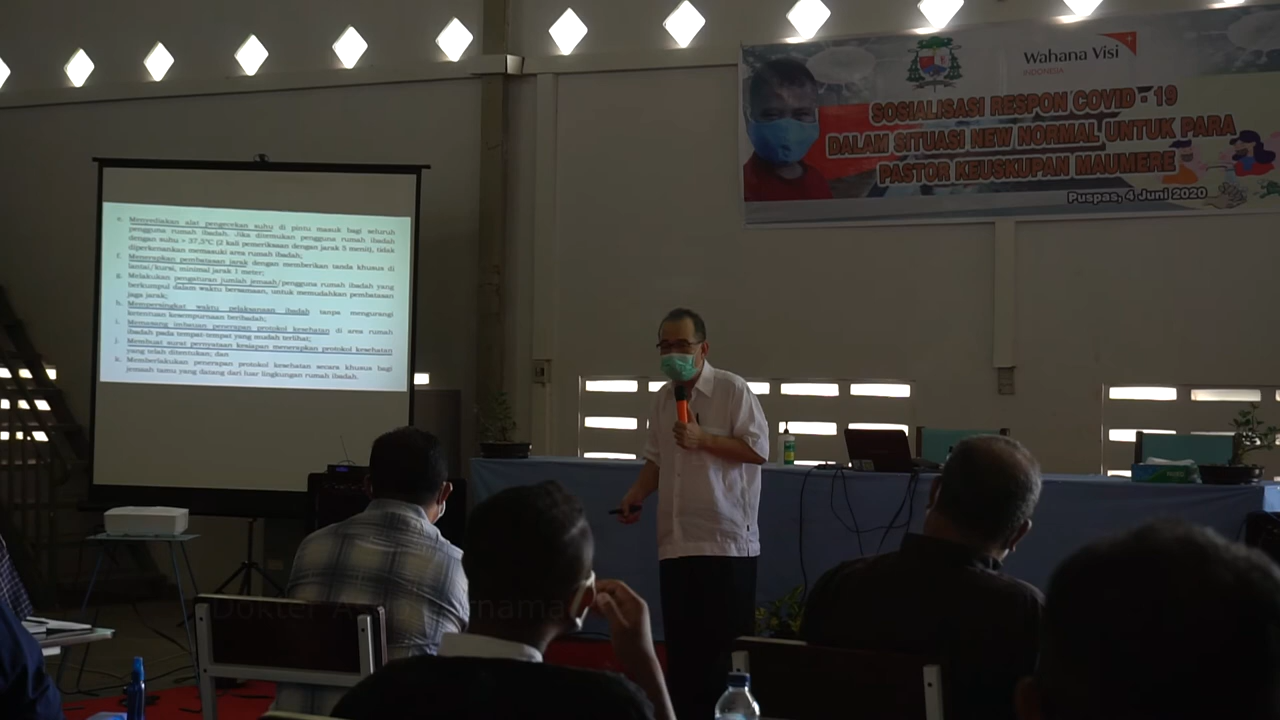 Wahana Visi
INDONESIA
SOSIALISASI RESPON COVID - 19
DALAM SITUASI NEW NORMAL UNTUK PARA
PASTOR KEUSKUPAN MAUMERE
Puspas, 4 Juni 2020
e. Menyediakan alat pengecekan suhu di pintu masuk bagi seluruh
pengguna rumah ibadah. Jika ditemukan pengguna rumah ibadah
dengan suhu > 37,5°C (2 kali pemeriksaan dengan jarak 5 menit), tidak
diperkenankan memasuki area rumah ibadah;
f. Menerapkan pembatasan jarak dengan memberikan tanda khusus di
lantai/kursi, minimal jarak 1 meter;
g. Melakukan pengaturan jumlah jemaah/pengguna rumah ibadah yang
berkumpul dalam waktu bersamaan, untuk memudahkan pembatasan
jaga jarak;
h. Mempersingkat waktu pelaksanaan ibadah tanpa mengurangi
ketentuan kesempurnaan beribadah;
i. Memasang imbauan penerapan protokol kesehatan di area rumah
ibadah pada tempat-tempat yang mudah terlihat;
j. Membuat surat pernyataan kesiapan menerapkan protokol kesehatan
yang telah ditentukan; dan
k. Memberlakukan penerapan protokol kesehatan secara khusus bagi
jemaah tamu yang datang dari luar lingkungan rumah ibadah.
Dokter